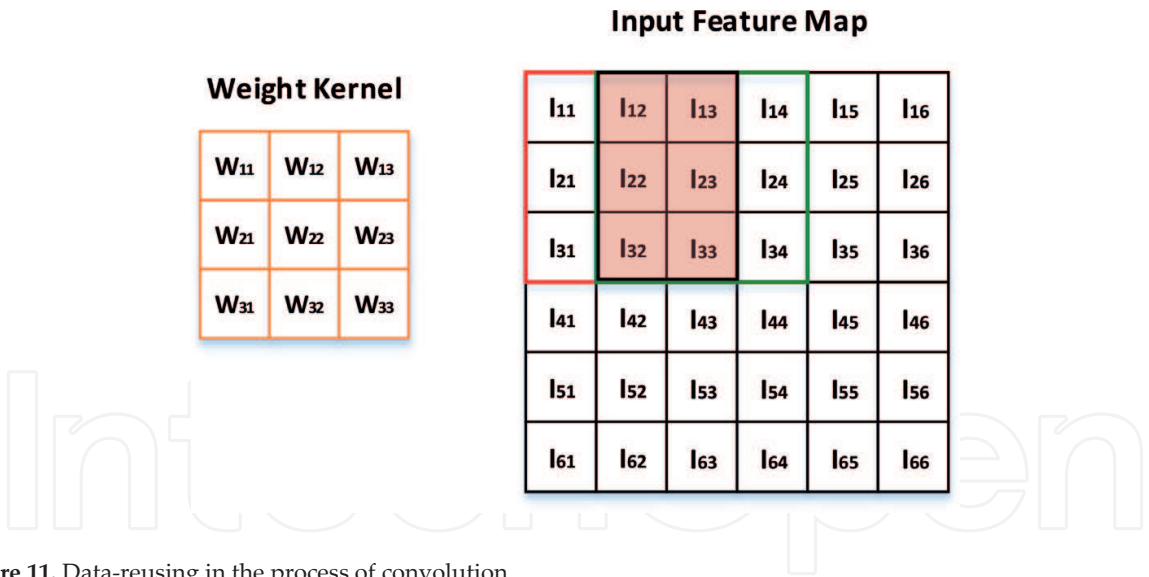 Input Feature Map
Weight Kernel
W11 W12 W13
W21 W22 W23
W31 W32 W33
I11 I12 I13 I14 I15 I16
I21 I22 I23 I24 I25 I26
I31 I32 I33 I34 I35 I36
I41 I42 I43 I44 I45 I46
I51 I52 I53 I54 I55 I56
I61 I62 I63 I64 I65 I66
IntechOpen
re 11. Data-reusing in the process of convolution